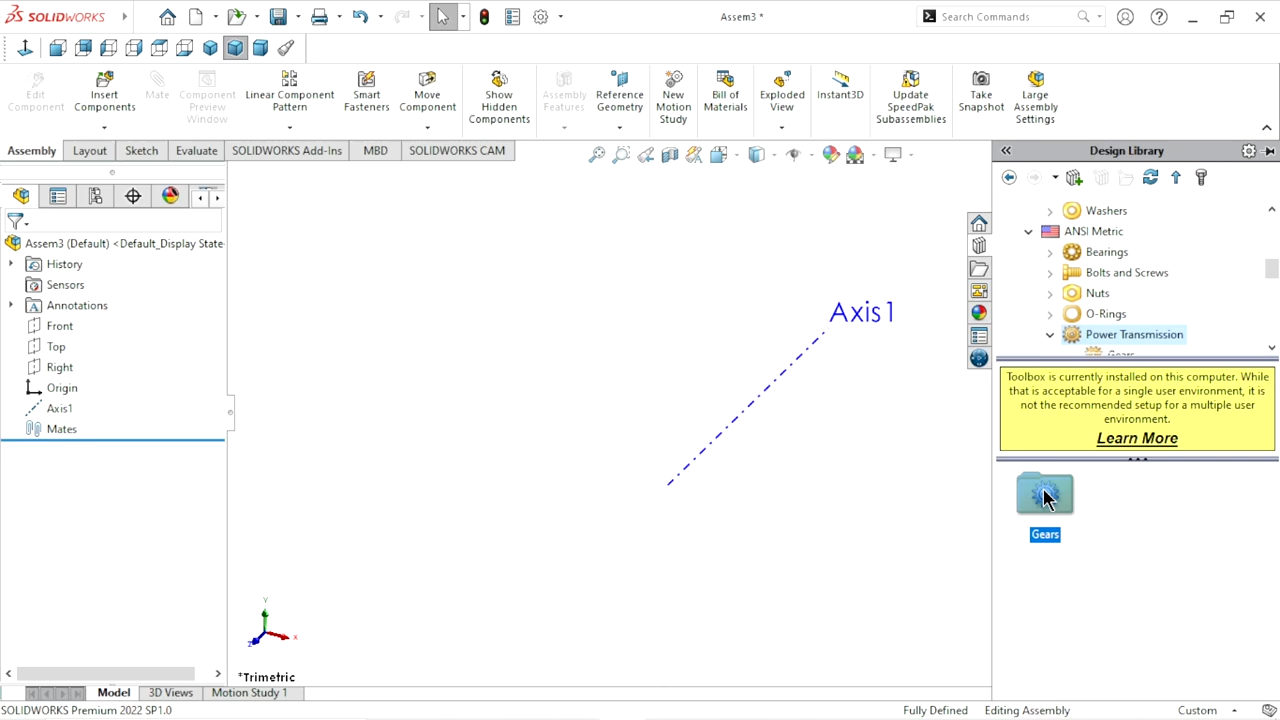 SOLIDWORKS
Assem3 *
Search Commands
Edit Component
Insert Components
Mate
Component Preview Window
Linear Component Pattern
Smart Fasteners
Move Component
Show Hidden Components
Assembly Features
Reference Geometry
New Motion Study
Bill of Materials
Exploded View
Instant3D
Update SpeedPak Subassemblies
Take Snapshot
Large Assembly Settings
Assembly
Layout
Sketch
Evaluate
SOLIDWORKS Add-Ins
MBD
SOLIDWORKS CAM
Design Library
Assem3 (Default) <Default_Display State
History
Sensors
Annotations
Front
Top
Right
Origin
Axis1
Mates
Axis1
Washers
ANSI Metric
Bearings
Bolts and Screws
Nuts
O-Rings
Power Transmission
Gears
Toolbox is currently installed on this computer. While
that is acceptable for a single user environment, it is
not the recommended setup for a multiple user
environment.
Learn More
Gears
Y
X
Z
*Trimetric
Model
3D Views
Motion Study 1
SOLIDWORKS Premium 2022 SP1.0
Fully Defined
Editing Assembly
Custom